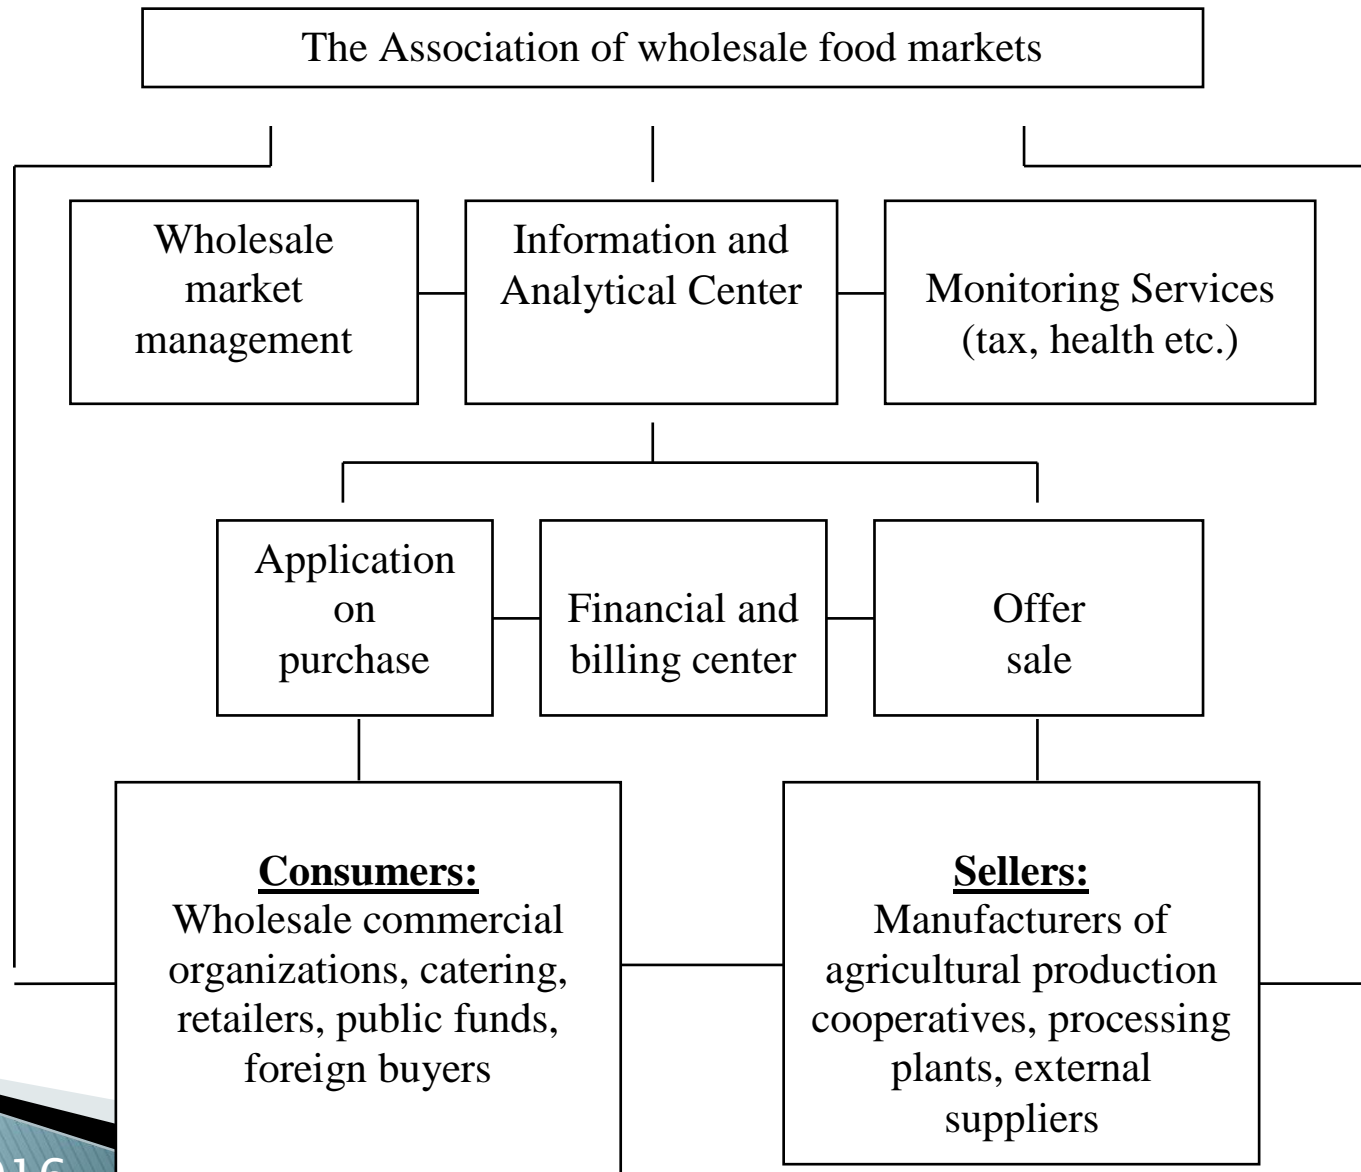 The Association of wholesale food markets
Wholesale
market
management
Information and
Analytical Center
Monitoring Services
(tax, health etc.)
Application
on
purchase
Financial and
billing center
Offer
sale
Consumers:
Wholesale commercial
organizations, catering,
retailers, public funds,
foreign buyers
Sellers:
Manufacturers of
agricultural production
cooperatives, processing
plants, external
suppliers